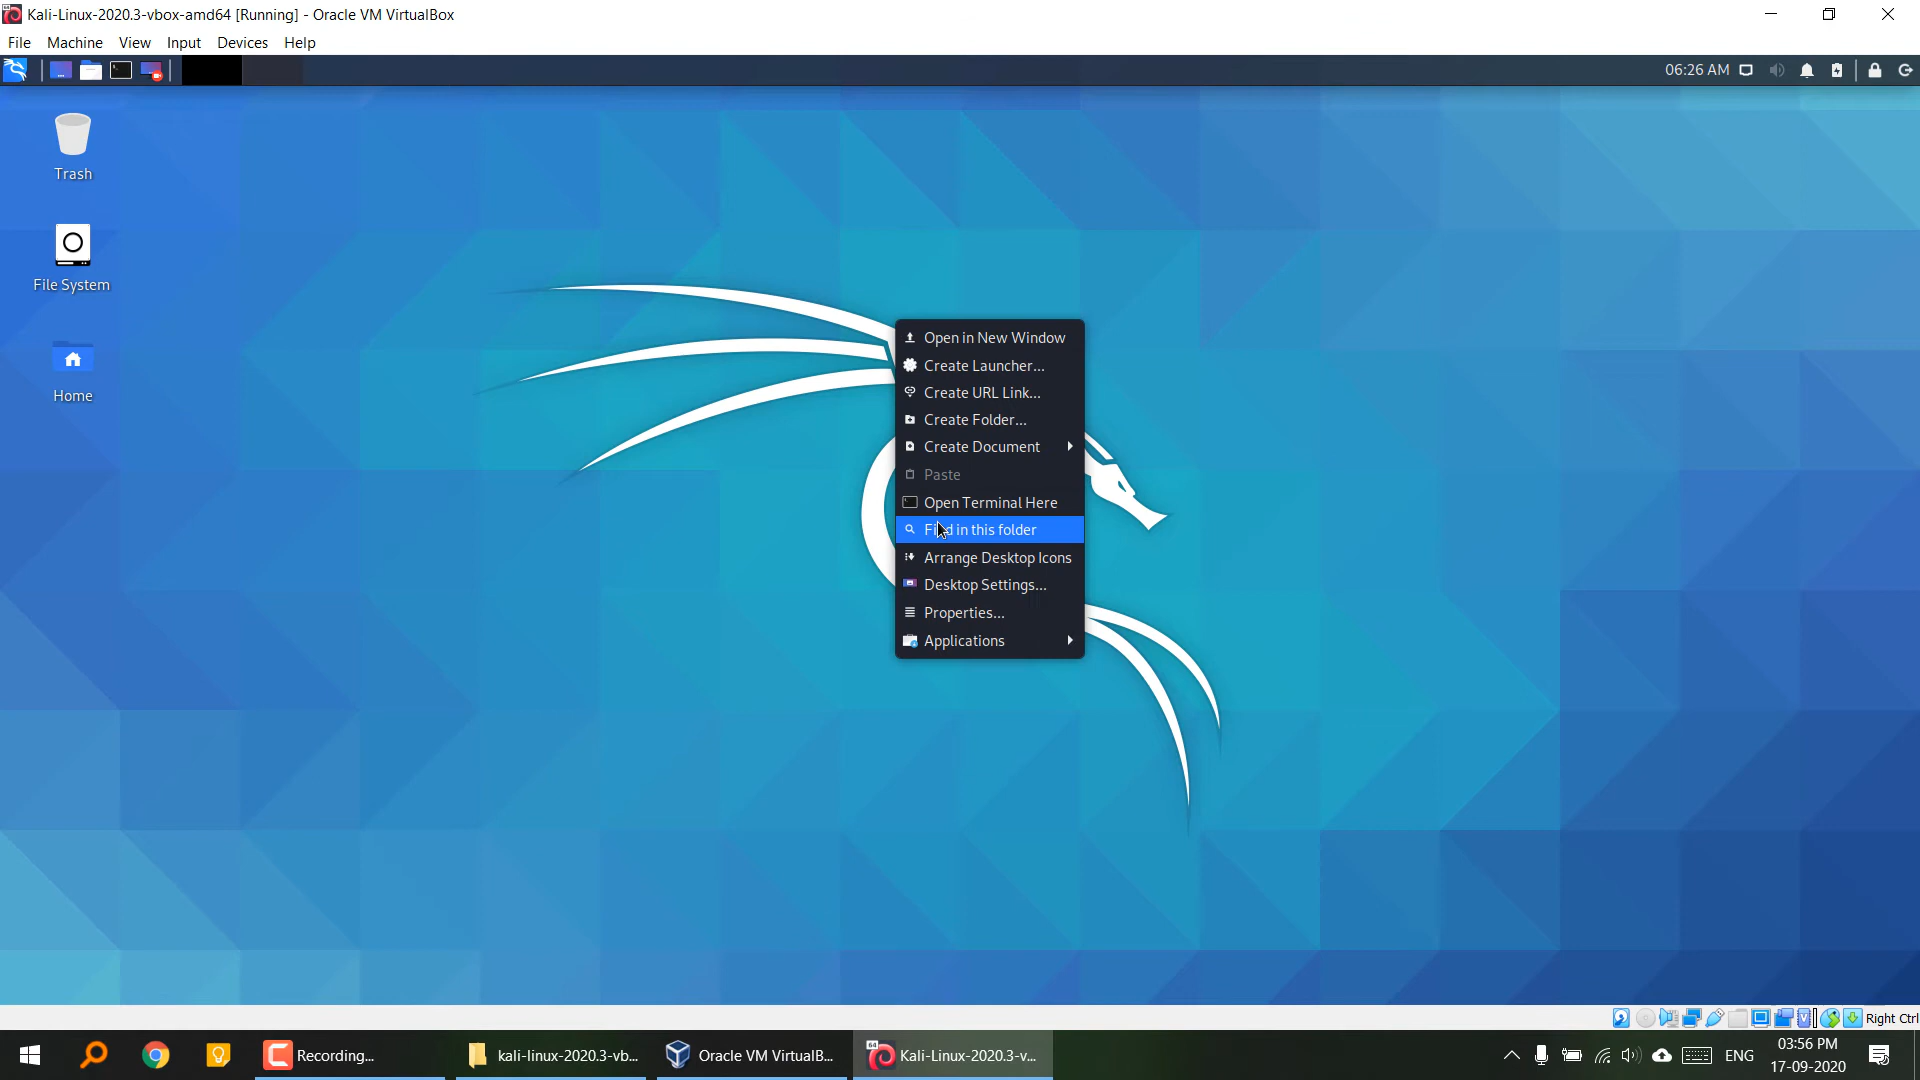 Kali-Linux-2020.3-vbox-amd64 [Running] - Oracle VM VirtualBox
File Machine View Input Devices Help
06:26 AM
Trash
File System
Home
Open in New Window
Create Launcher...
Create URL Link...
Create Folder...
Create Document
Paste
Open Terminal Here
Find in this folder
Arrange Desktop Icons
Desktop Settings...
Properties...
Applications
Right Ctrl
Recording...
kali-linux-2020.3-vb...
Oracle VM VirtualB...
64
Kali-Linux-2020.3-v...
ENG
03:56 PM
17-09-2020